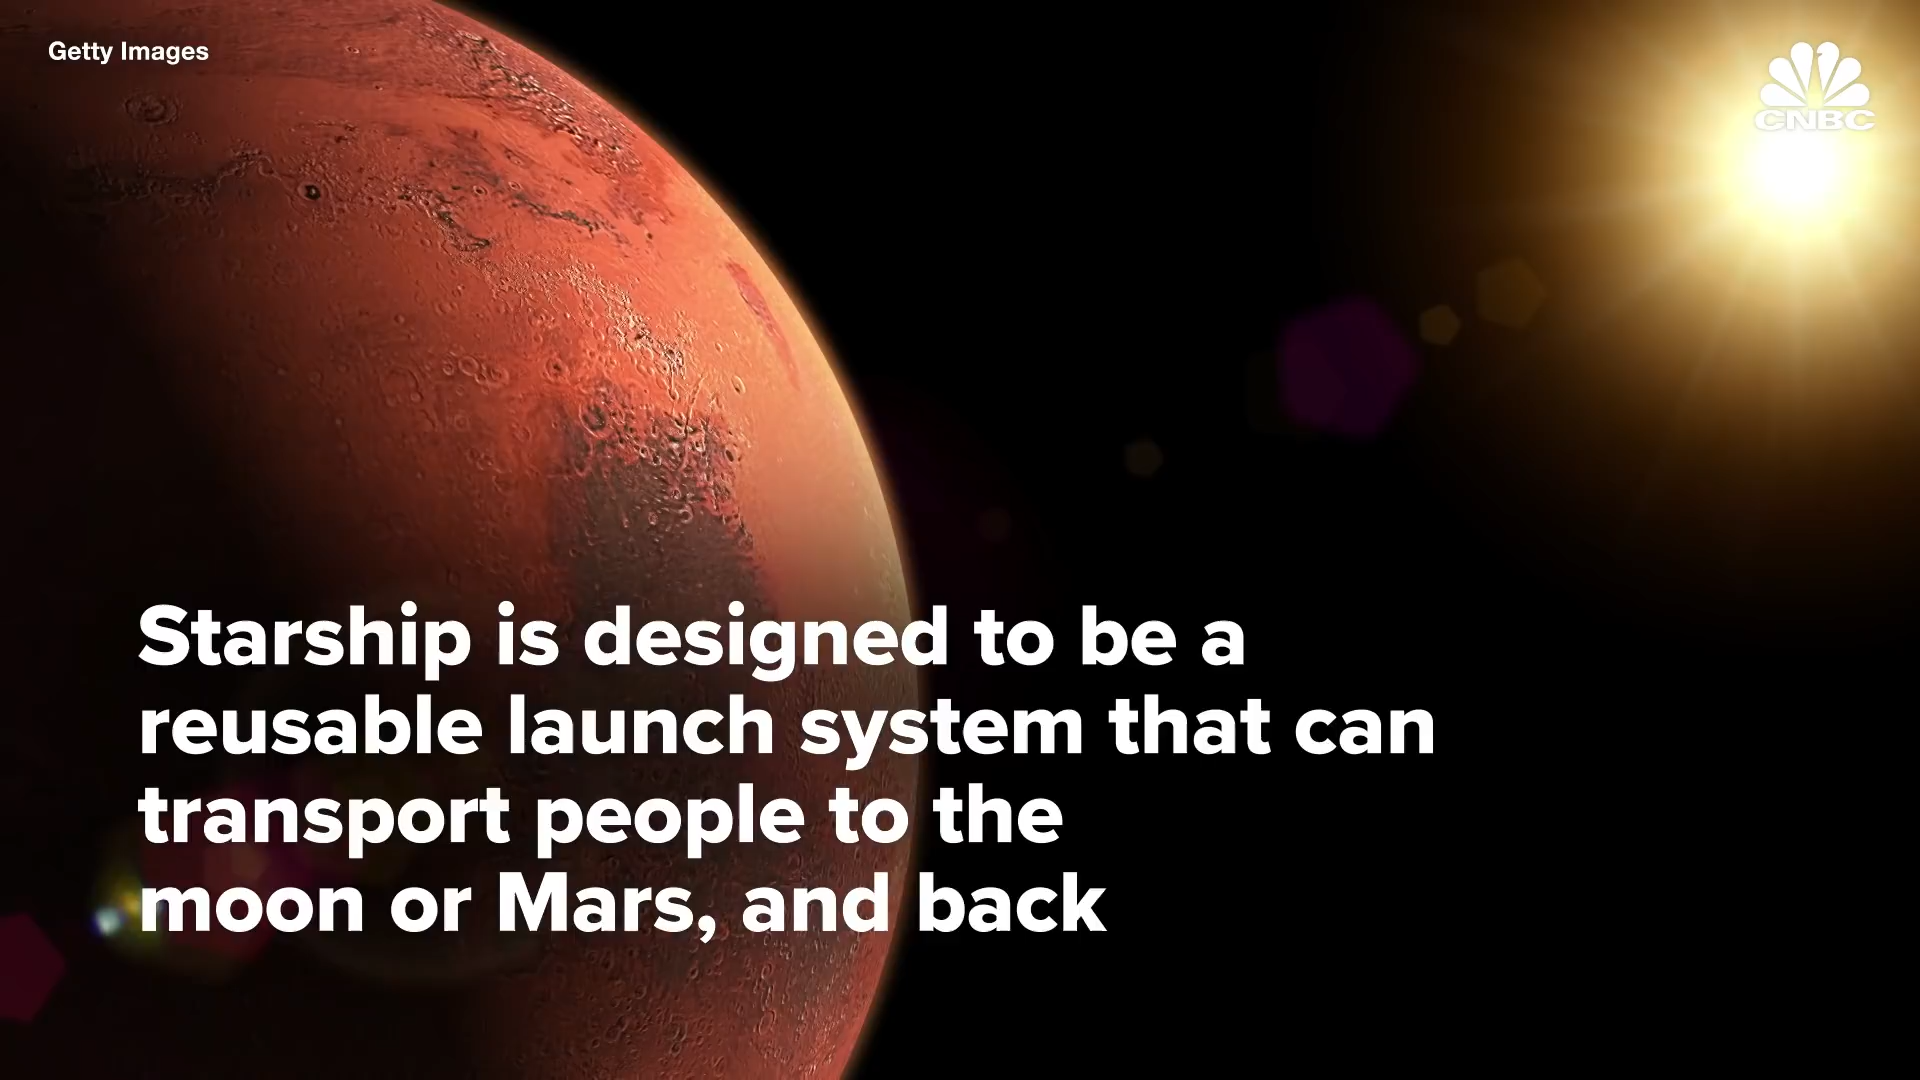 Getty Images
CNBC
Starship is designed to be a
reusable launch system that can
transport people to the
moon or Mars, and back